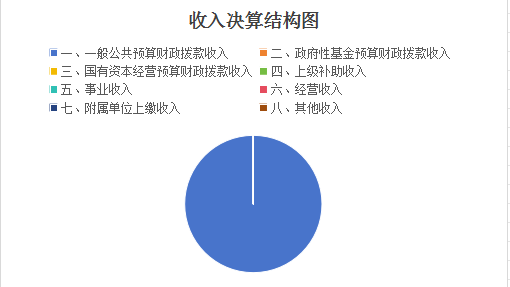 收入决算结构图
一、一般公共预算财政拨款收入 二、政府性基金预算财政拨款收入
三、国有资本经营预算财政拨款收入 四、上级补助收入
五、事业收入 六、经营收入
七、附属单位上缴收入 八、其他收入